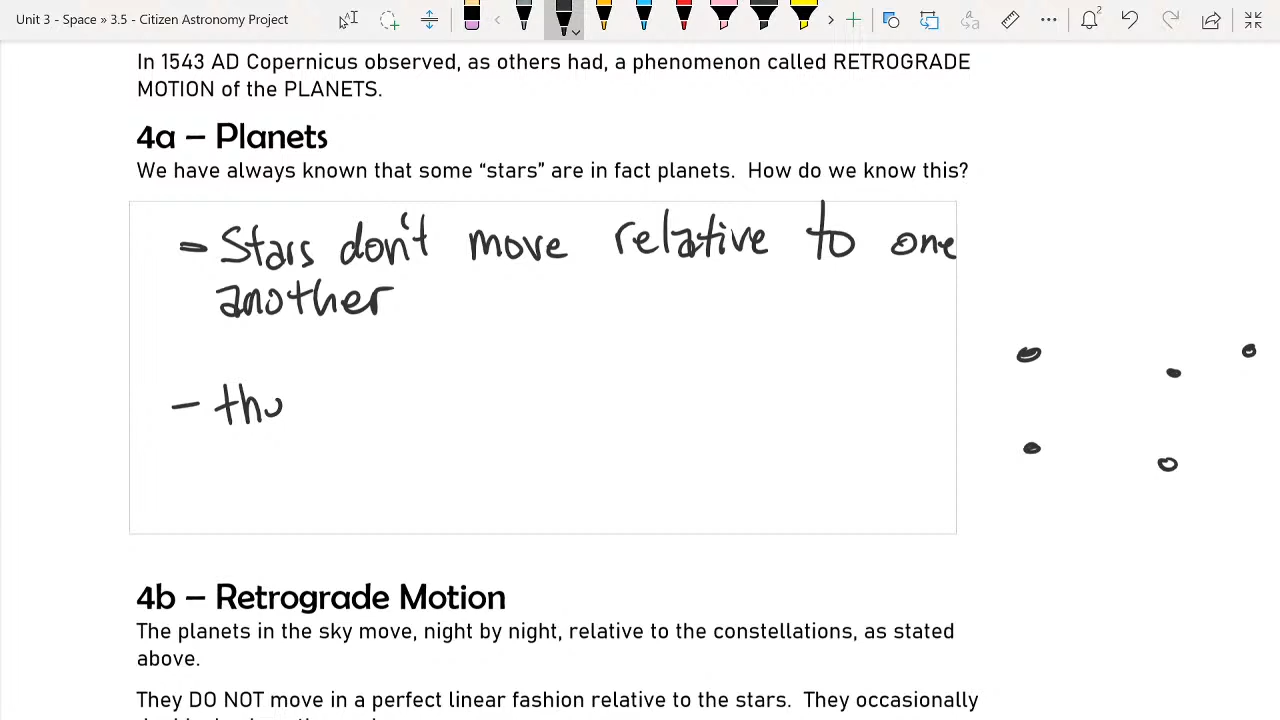 Unit 3 - Space » 3.5 - Citizen Astronomy Project
In 1543 AD Copernicus observed, as others had, a phenomenon called RETROGRADE
MOTION of the PLANETS.
4a – Planets
We have always known that some “stars” are in fact planets. How do we know this?
- Stars don't move relative to one
another
- tho
4b – Retrograde Motion
The planets in the sky move, night by night, relative to the constellations, as stated
above.
They DO NOT move in a perfect linear fashion relative to the stars. They occasionally